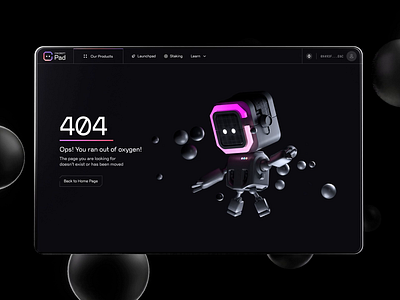 Pad
Our Products
Launchpad
Staking
Learn
404
Ops! You ran out of oxygen!
The page you are looking for
doesn't exist or has been moved
Back to Home Page